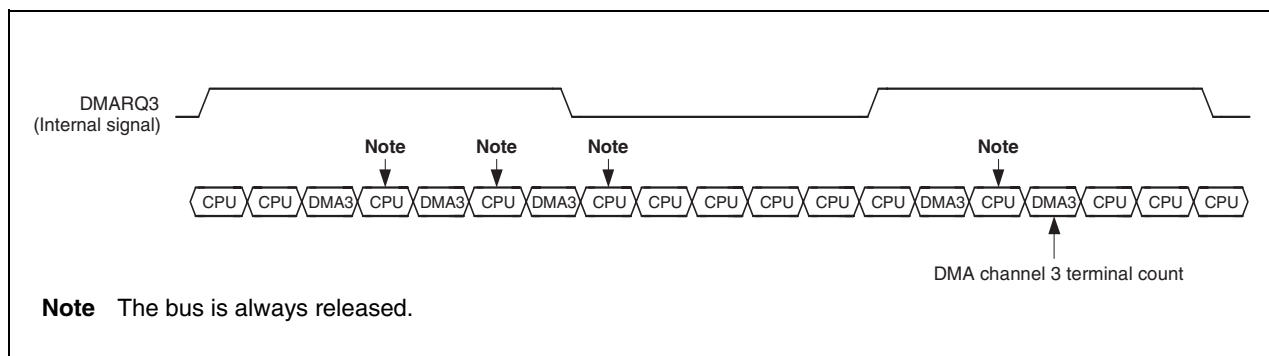 DMARQ3
(Internal signal)
Note Note Note Note
CPU CPU DMA3 CPU DMA3 CPU DMA3 CPU CPU CPU CPU CPU CPU DMA3 CPU DMA3 CPU CPU CPU
DMA channel 3 terminal count
Note The bus is always released.